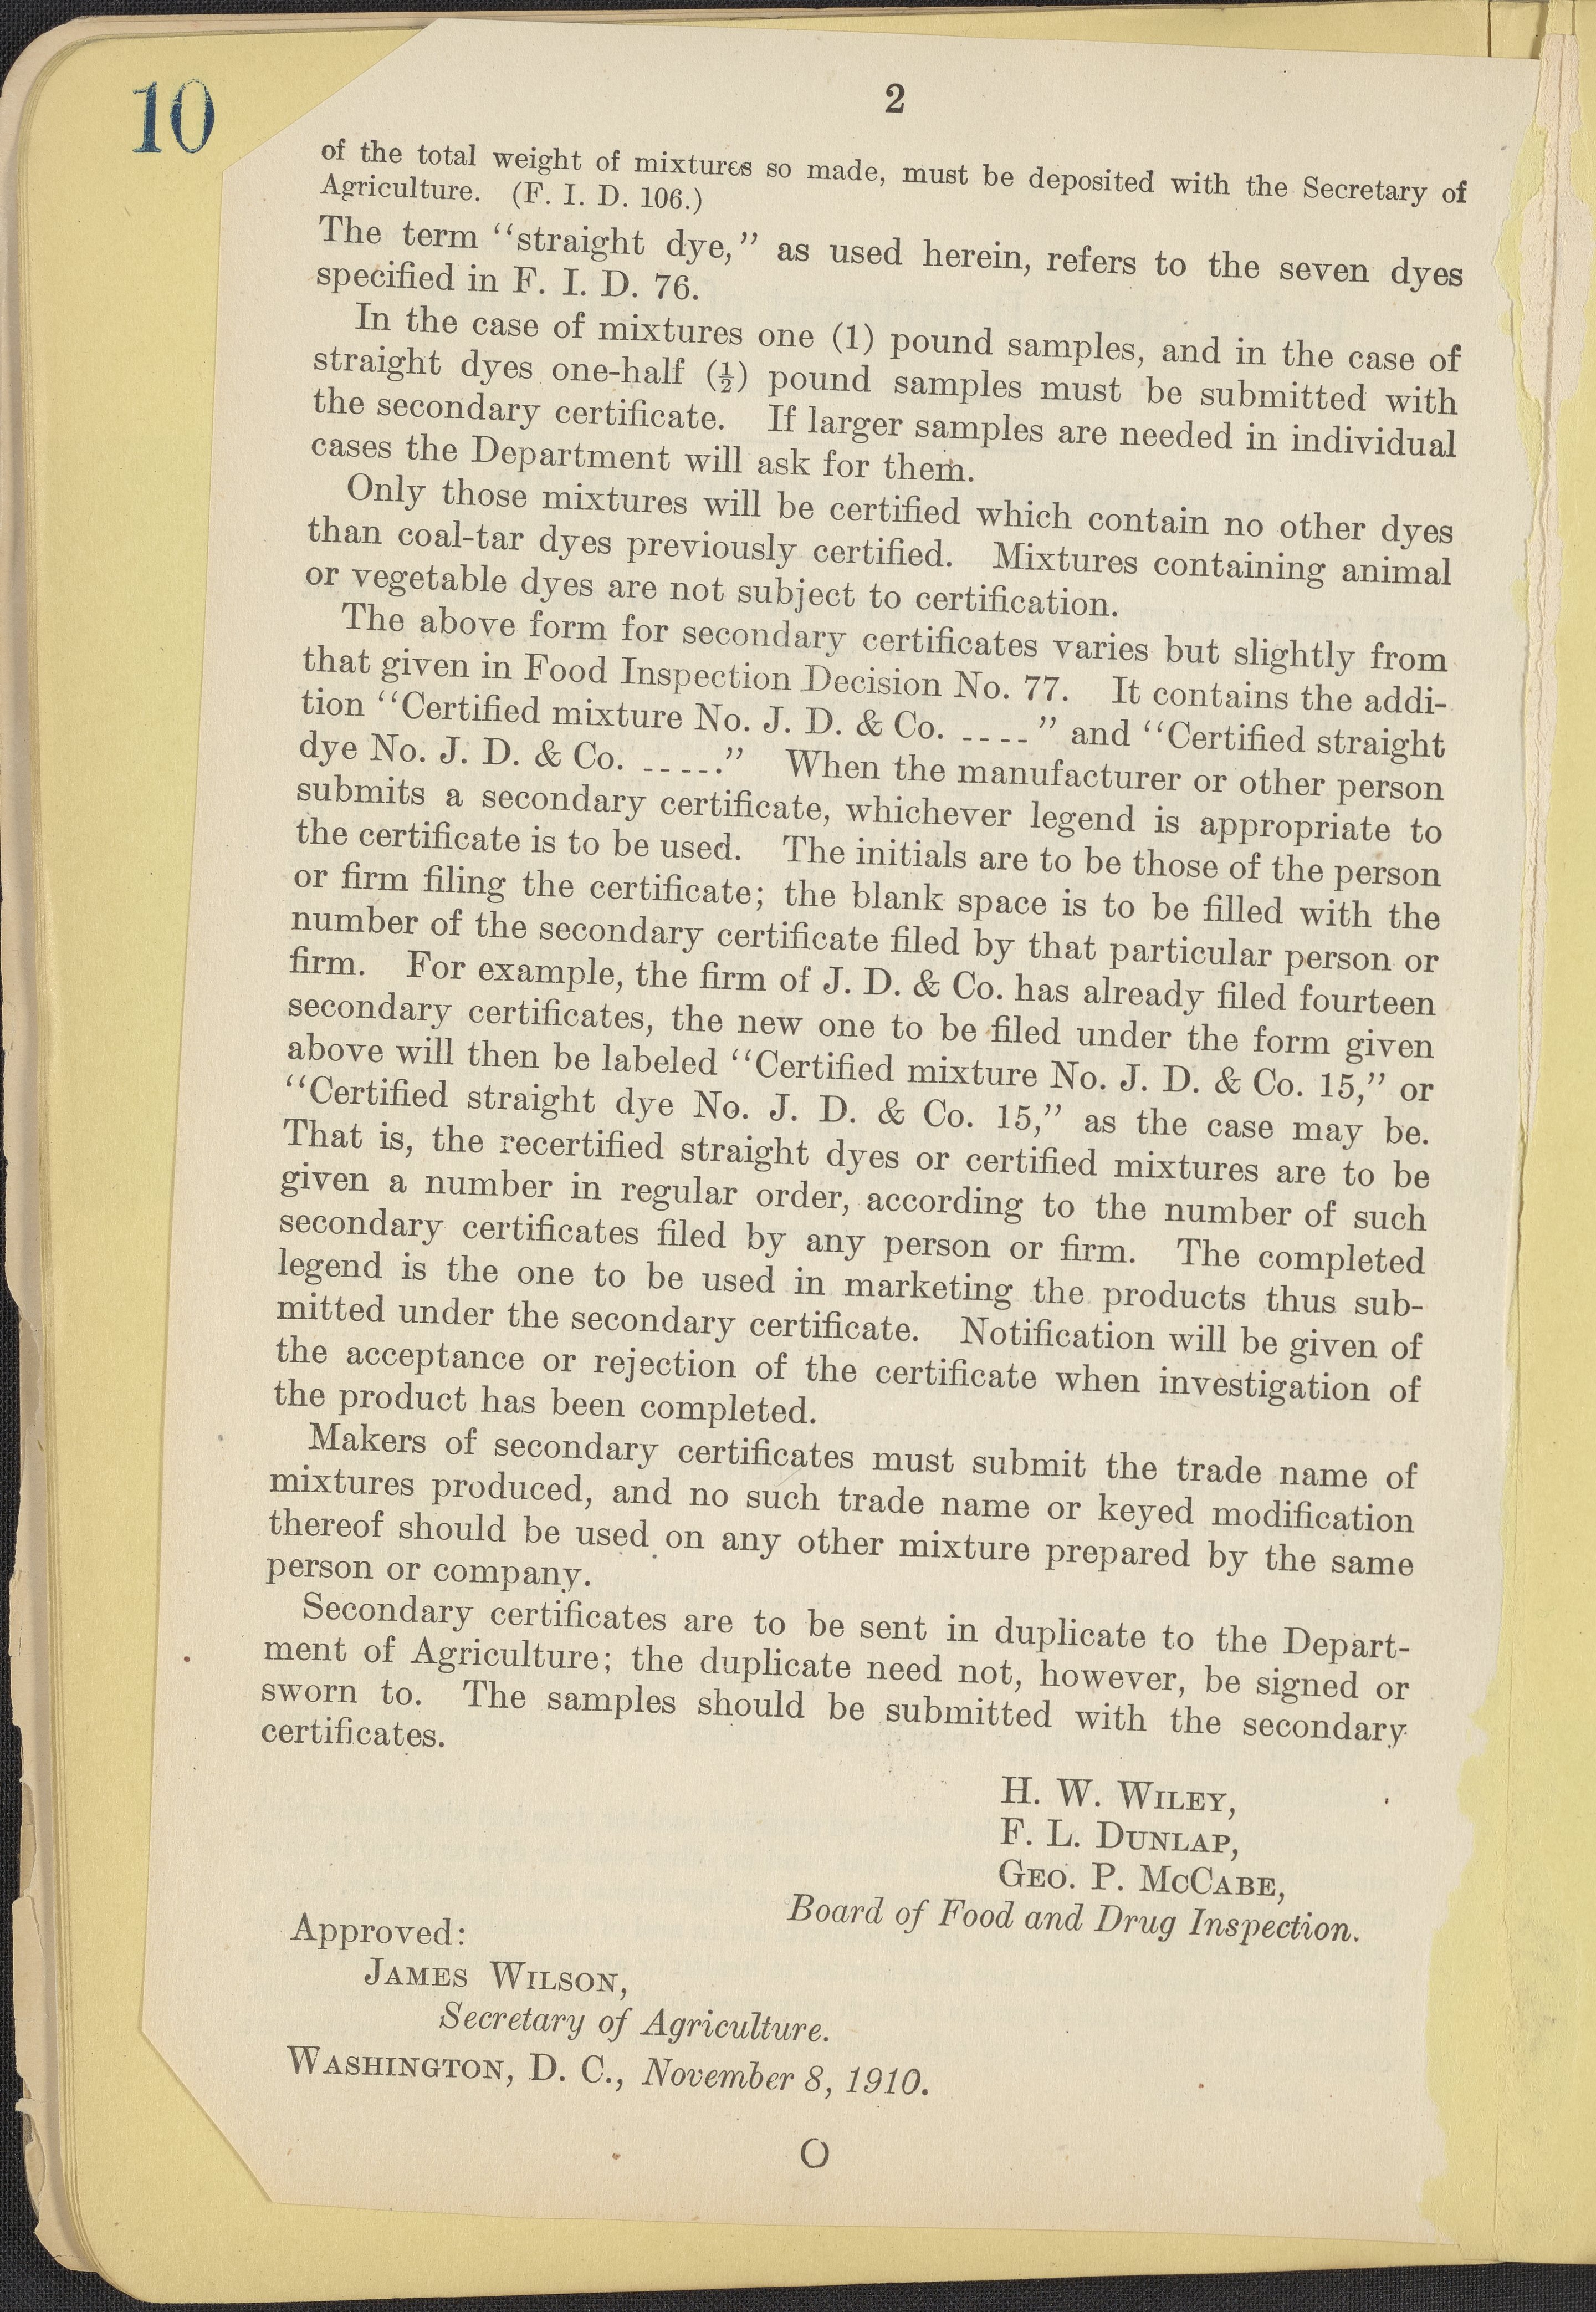 10
2
of the total weight of mixtures so made, must be deposited with the Secretary of
Agriculture. (F. I. D. 106.)
The term “straight dye,” as used herein, refers to the seven dyes
specified in F. I. D. 76.
In the case of mixtures one (1) pound samples, and in the case of
straight dyes one-half (½) pound samples must be submitted with
the secondary certificate. If larger samples are needed in individual
cases the Department will ask for them.
Only those mixtures will be certified which contain no other dyes
than coal-tar dyes previously certified. Mixtures containing animal
or vegetable dyes are not subject to certification.
The above form for secondary certificates varies but slightly from
that given in Food Inspection Decision No. 77. It contains the addi-
tion “Certified mixture No. J. D. & Co. ----” and “Certified straight
dye No. J. D. & Co. ----.” When the manufacturer or other person
submits a secondary certificate, whichever legend is appropriate to
the certificate is to be used. The initials are to be those of the person
or firm filing the certificate; the blank space is to be filled with the
number of the secondary certificate filed by that particular person or
firm. For example, the firm of J. D. & Co. has already filed fourteen
secondary certificates, the new one to be filed under the form given
above will then be labeled “Certified mixture No. J. D. & Co. 15,” or
“Certified straight dye No. J. D. & Co. 15,” as the case may be.
That is, the recertified straight dyes or certified mixtures are to be
given a number in regular order, according to the number of such
secondary certificates filed by any person or firm. The completed
legend is the one to be used in marketing the products thus sub-
mitted under the secondary certificate. Notification will be given of
the acceptance or rejection of the certificate when investigation of
the product has been completed.
Makers of secondary certificates must submit the trade name of
mixtures produced, and no such trade name or keyed modification
thereof should be used on any other mixture prepared by the same
person or company.
Secondary certificates are to be sent in duplicate to the Depart-
ment of Agriculture; the duplicate need not, however, be signed or
sworn to. The samples should be submitted with the secondary
certificates.
H. W. WILEY,
F. L. DUNLAP,
GEO. P. MCCABE,
Board of Food and Drug Inspection.
Approved:
JAMES WILSON,
Secretary of Agriculture.
WASHINGTON, D. C., November 8, 1910.
O